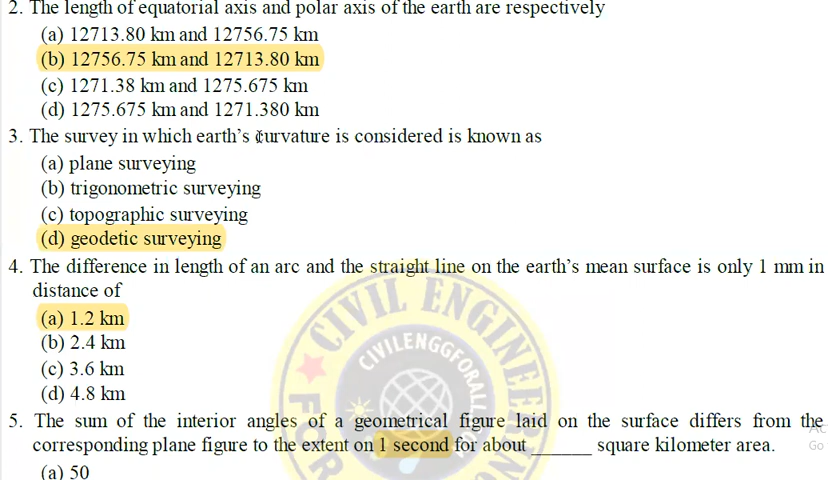 2. The length of equatorial axis and polar axis of the earth are respectively
(a) 12713.80 km and 12756.75 km
(b) 12756.75 km and 12713.80 km
(c) 1271.38 km and 1275.675 km
(d) 1275.675 km and 1271.380 km
3. The survey in which earth’s curvature is considered is known as
(a) plane surveying
(b) trigonometric surveying
(c) topographic surveying
(d) geodetic surveying
4. The difference in length of an arc and the straight line on the earth’s mean surface is only 1 mm in
distance of
(a) 1.2 km
(b) 2.4 km
(c) 3.6 km
(d) 4.8 km
5. The sum of the interior angles of a geometrical figure laid on the surface differs from the
corresponding plane figure to the extent on 1 second for about ______ square kilometer area.
(a) 50
CIVIL ENGINEER
CIVILENGGFORALL
FOR
AC
Go